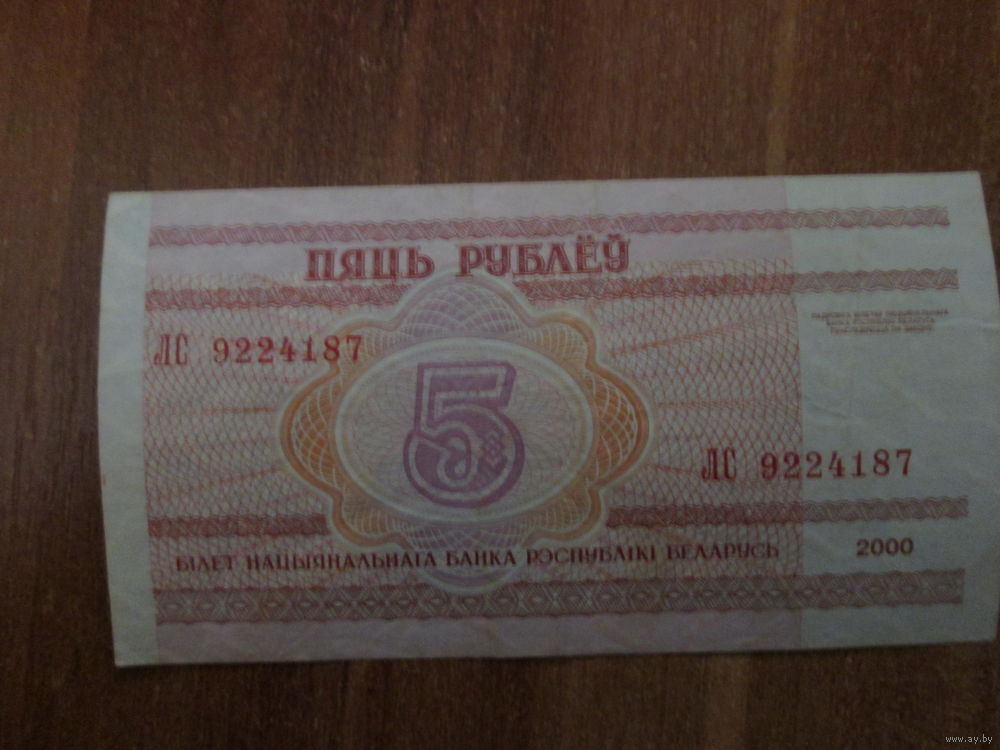 ПЯЦЬ РУБЛЁЎ
ЛС 9224187
5
ЛС 9224187
БІЛЕТ НАЦЫЯНАЛЬНАГА БАНКА РЭСПУБЛІКІ БЕЛАРУСЬ
2000
www.ay.by